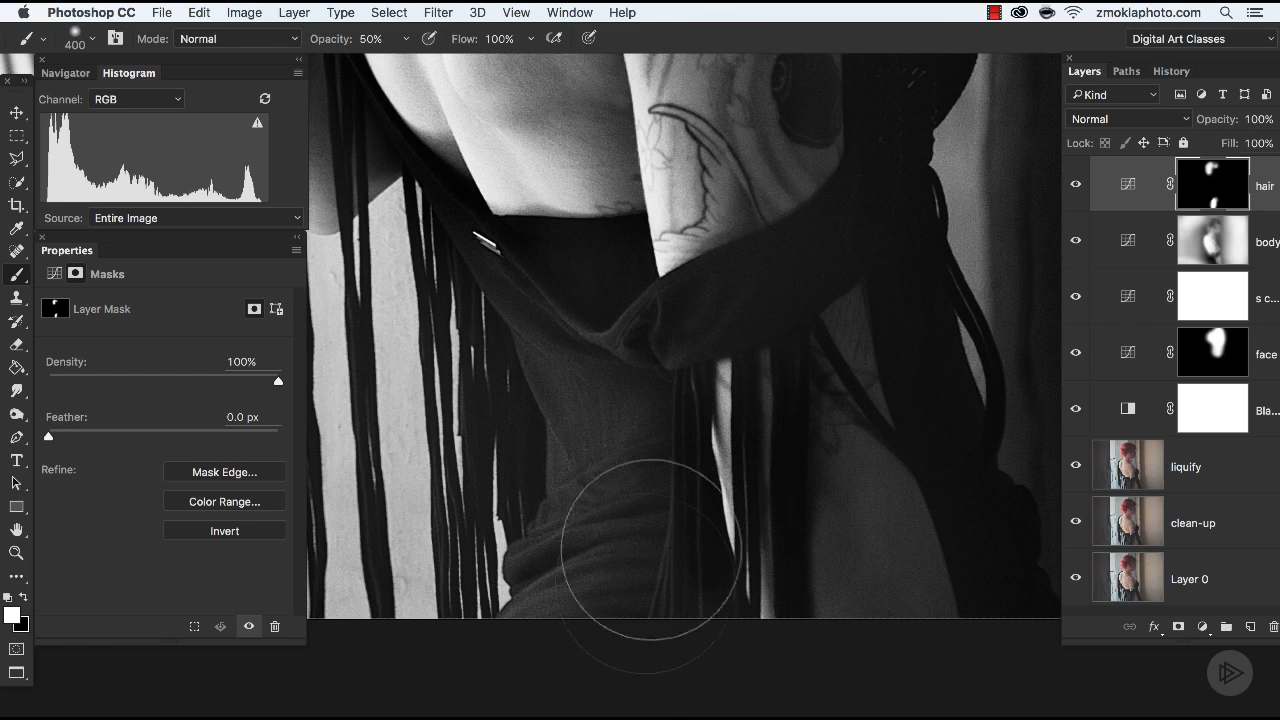 Photoshop CC File Edit Image Layer Type Select Filter 3D View Window Help zmoklaphoto.com
400 Mode: Normal Opacity: 50% Flow: 100% Digital Art Classes
Navigator Histogram
Channel: RGB
Source: Entire Image
Properties
Masks
Layer Mask
Density: 100%
Feather: 0.0 px
Refine: Mask Edge...
Color Range...
Invert
Layers Paths History
Kind
Normal Opacity: 100%
Lock: Fill: 100%
hair
body
s c...
face
Bla...
liquify
clean-up
Layer 0